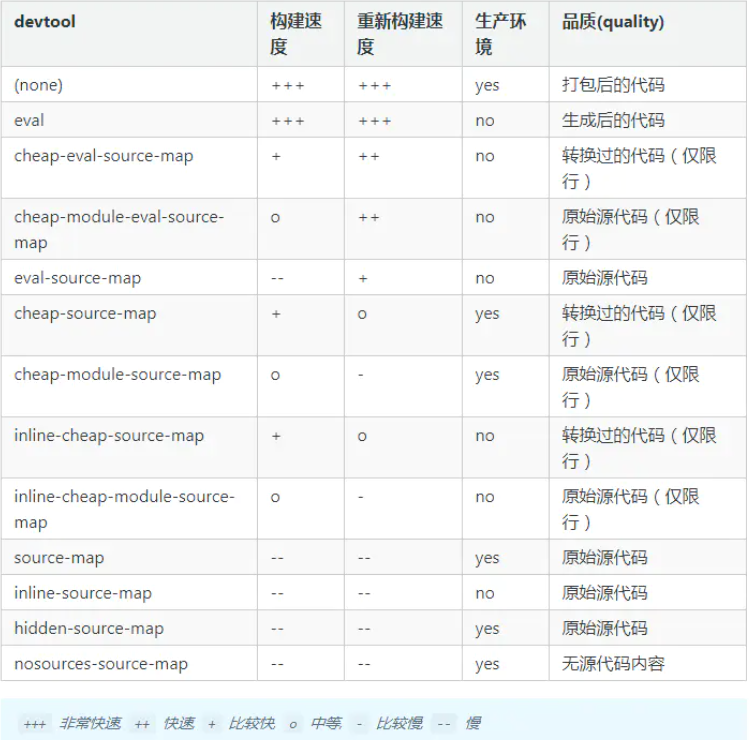 devtool 构建速度 重新构建速度 生产环境 品质(quality)
(none) +++ +++ yes 打包后的代码
eval +++ +++ no 生成后的代码
cheap-eval-source-map + ++ no 转换过的代码（仅限行）
cheap-module-eval-source-map o ++ no 原始源代码（仅限行）
eval-source-map -- + no 原始源代码
cheap-source-map + o yes 转换过的代码（仅限行）
cheap-module-source-map o - yes 原始源代码（仅限行）
inline-cheap-source-map + o no 转换过的代码（仅限行）
inline-cheap-module-source-map o - no 原始源代码（仅限行）
source-map -- -- yes 原始源代码
inline-source-map -- -- no 原始源代码
hidden-source-map -- -- yes 原始源代码
nosources-source-map -- -- yes 无源代码内容
+++ 非常快速, ++ 快速, + 比较快, o 中等, - 比较慢, -- 慢